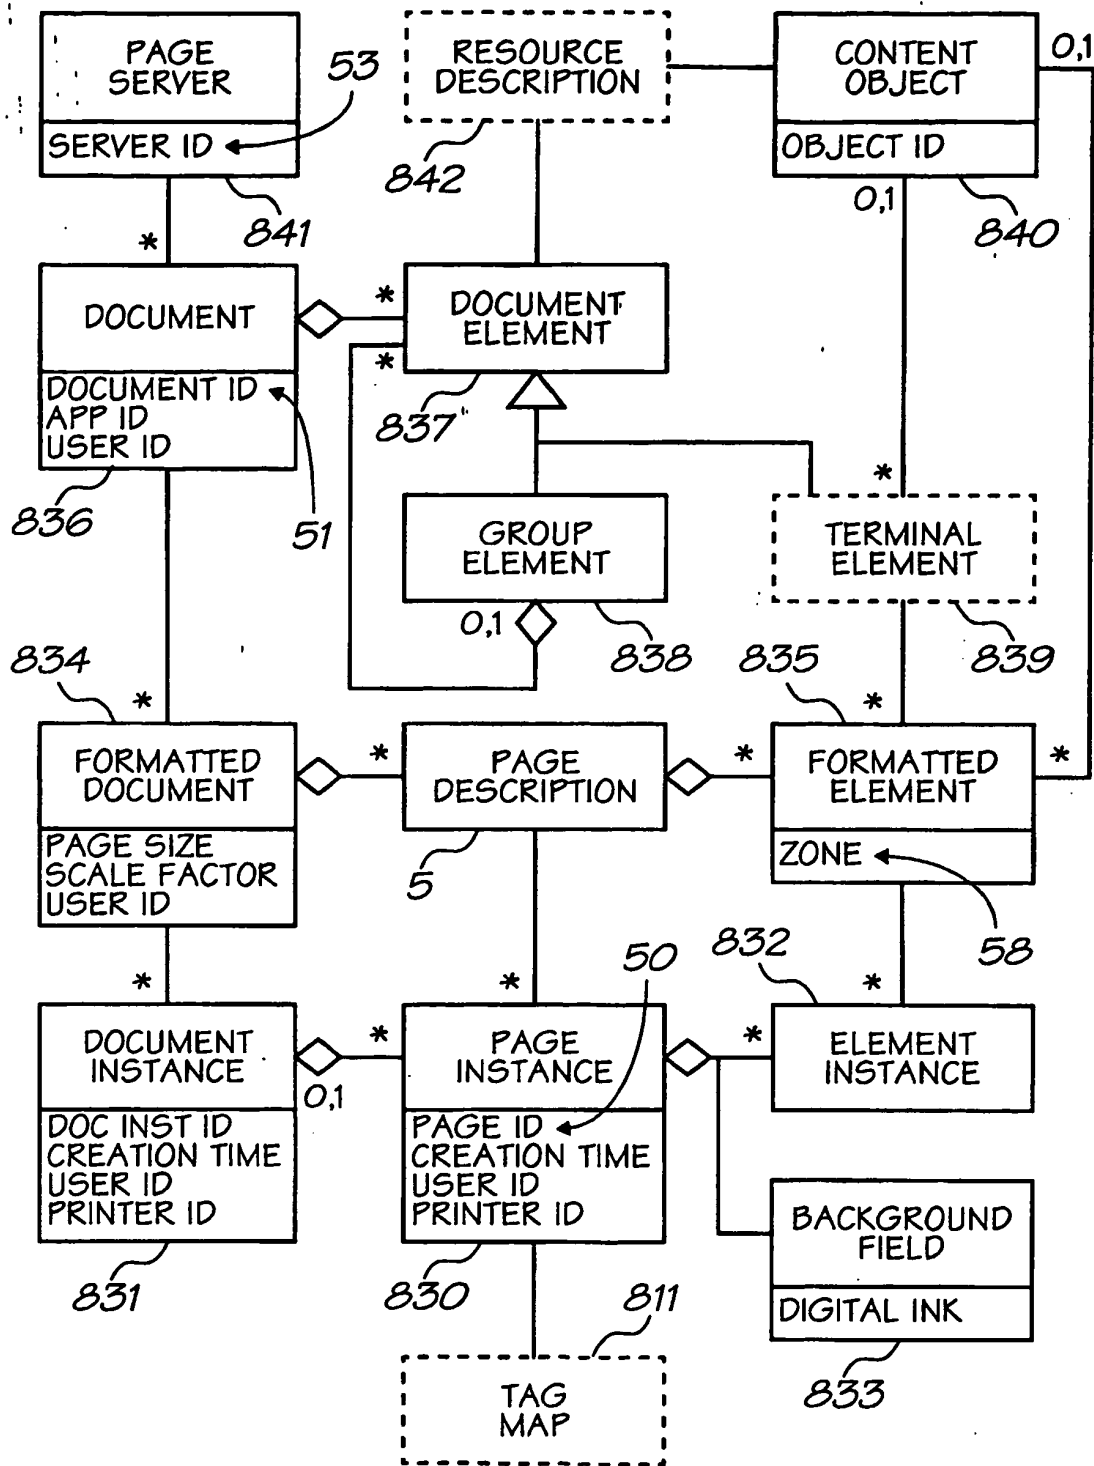 PAGE
SERVER
SERVER ID
53
841
RESOURCE
DESCRIPTION
842
CONTENT
OBJECT
OBJECT ID
0,1
0,1
840
*
DOCUMENT
DOCUMENT ID
APP ID
USER ID
836
51
*
*
DOCUMENT
ELEMENT
837
GROUP
ELEMENT
0,1
838
*
TERMINAL
ELEMENT
839
834
*
FORMATTED
DOCUMENT
PAGE SIZE
SCALE FACTOR
USER ID
*
PAGE
DESCRIPTION
5
835
*
*
*
FORMATTED
ELEMENT
ZONE
58
*
DOCUMENT
INSTANCE
0,1
DOC INST ID
CREATION TIME
USER ID
PRINTER ID
831
*
*
50
PAGE
INSTANCE
PAGE ID
CREATION TIME
USER ID
PRINTER ID
830
832
*
*
ELEMENT
INSTANCE
BACKGROUND
FIELD
DIGITAL INK
833
811
TAG
MAP